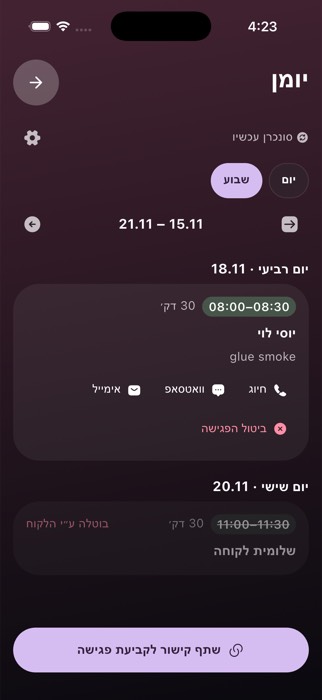 4:23
יומן
סונכרן עכשיו
יום
שבוע
15.11 – 21.11
יום רביעי · 18.11
08:00–08:30 30 דק׳
יוסי לוי
glue smoke
חיוג וואטסאפ אימייל
ביטול הפגישה
יום שישי · 20.11
11:00–11:30 30 דק׳ בוטלה ע״י הלקוח
שלומית לקוחה
שתף קישור לקביעת פגישה